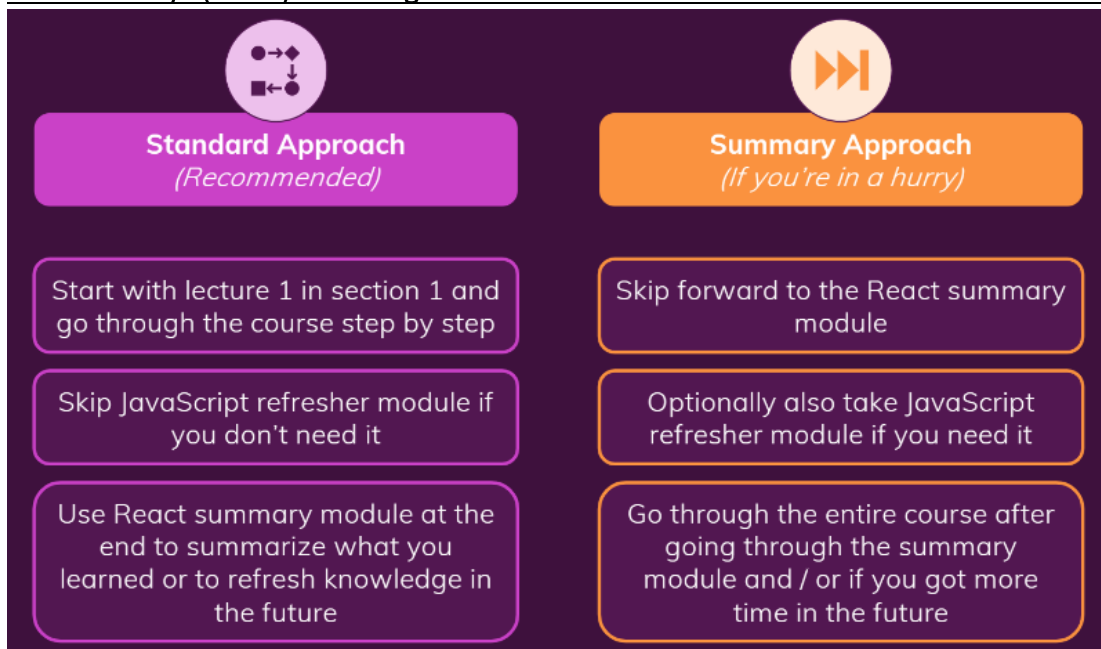 Standard Approach
(Recommended)
Start with lecture 1 in section 1 and
go through the course step by step
Skip JavaScript refresher module if
you don't need it
Use React summary module at the
end to summarize what you
learned or to refresh knowledge in
the future
Summary Approach
(If you're in a hurry)
Skip forward to the React summary
module
Optionally also take JavaScript
refresher module if you need it
Go through the entire course after
going through the summary
module and / or if you got more
time in the future